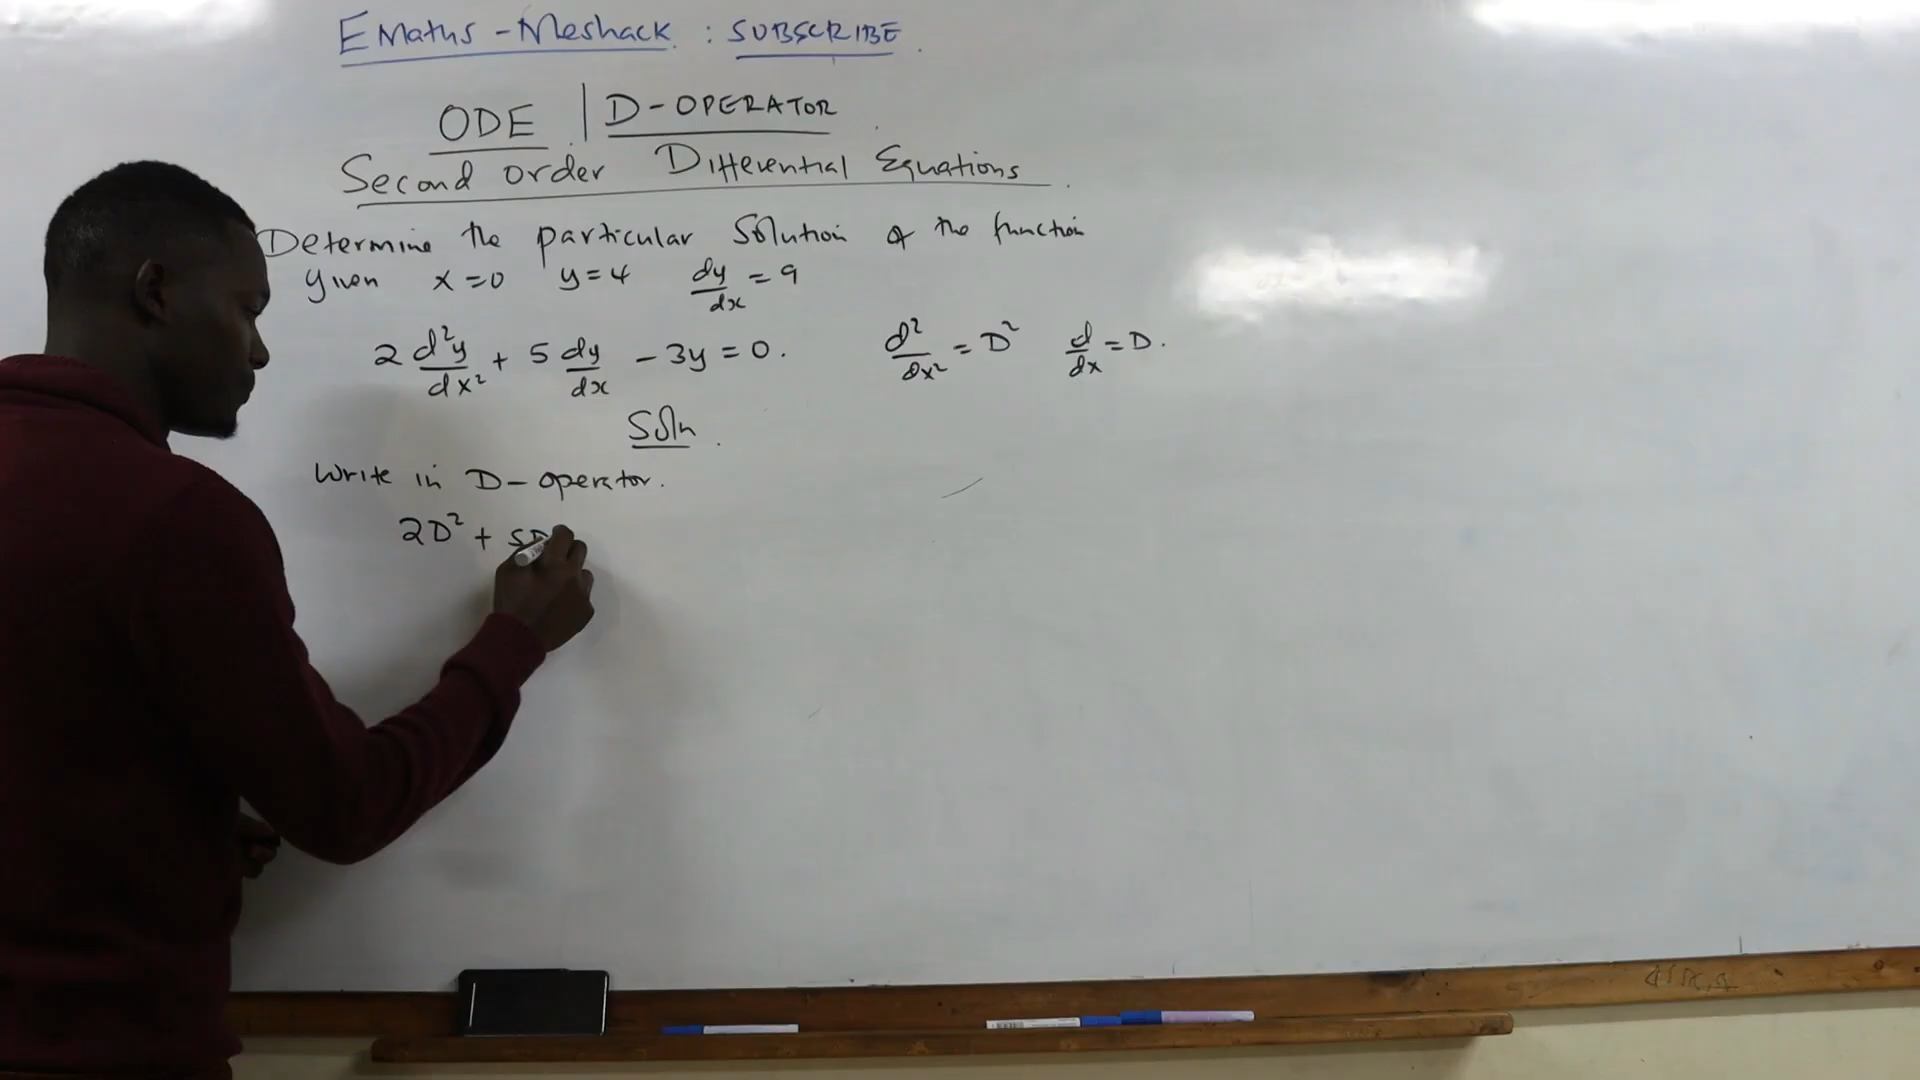 EMaths - Meshack : SUBSCRIBE
ODE | D-OPERATOR
Second order Differential Equations
Determine the particular Solution of the function
given x = 0 y = 4 dy/dx = 9
2 d²y/dx² + 5 dy/dx - 3y = 0. d²/dx² = D² d/dx = D.
Soln
Write in D-operator.
2D² + 5D